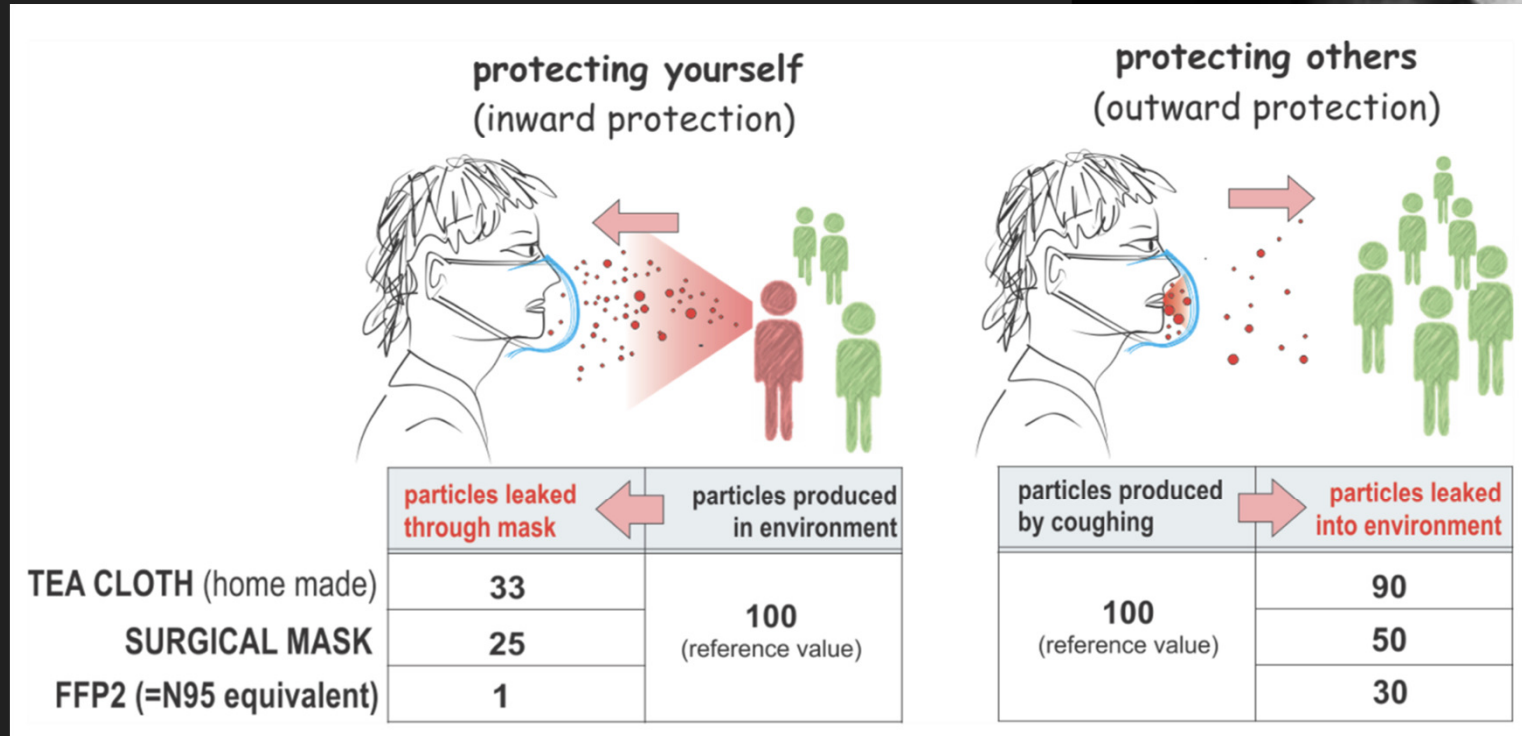 protecting yourself
(inward protection)
protecting others
(outward protection)
particles leaked
through mask
particles produced
in environment
particles produced
by coughing
particles leaked
into environment
TEA CLOTH (home made)
33
100
(reference value)
100
(reference value)
90
SURGICAL MASK
25
50
FFP2 (=N95 equivalent)
1
30